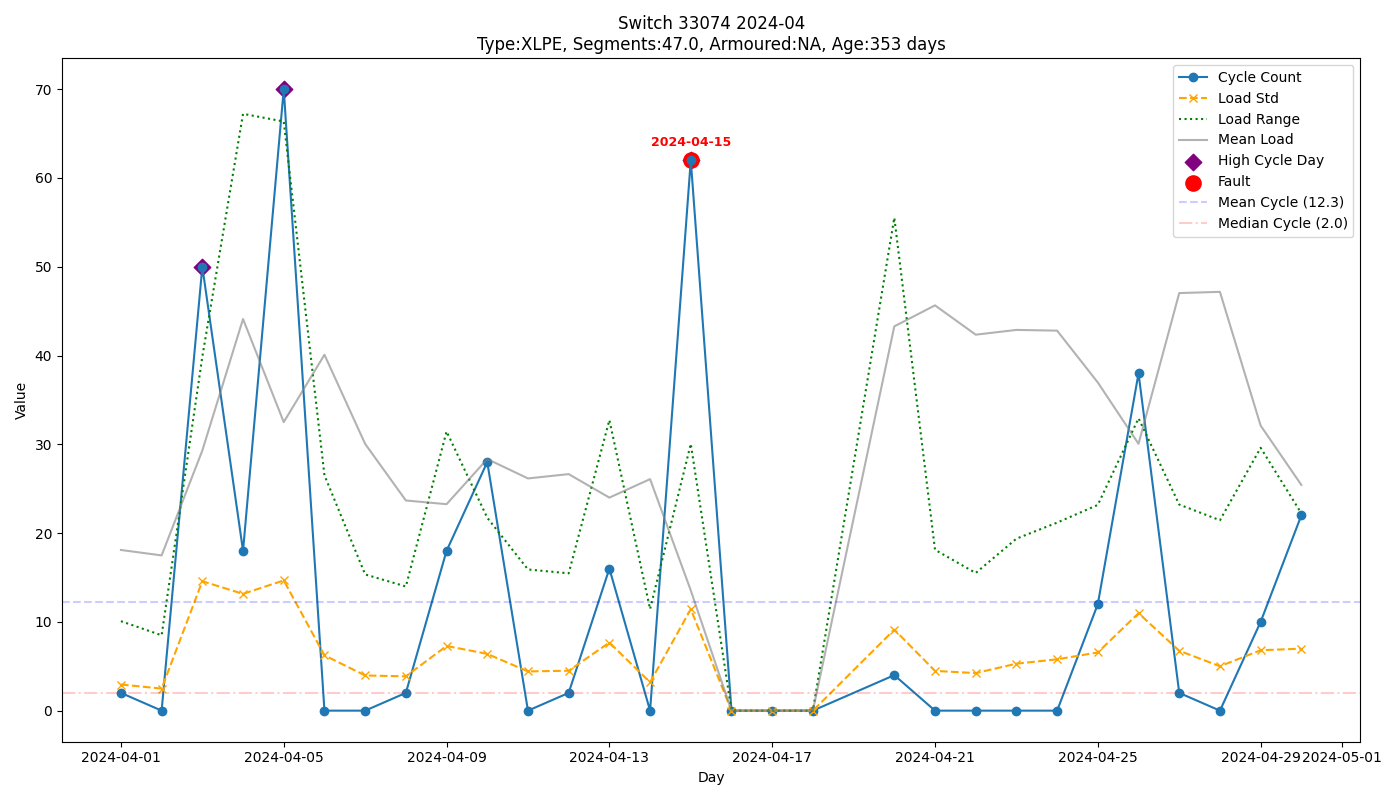 Switch 33074 2024-04
Type:XLPE, Segments:47.0, Armoured:NA, Age:353 days
Value
70
60
50
40
30
20
10
0
2024-04-15
Cycle Count
Load Std
Load Range
Mean Load
High Cycle Day
Fault
Mean Cycle (12.3)
Median Cycle (2.0)
2024-04-01 2024-04-05 2024-04-09 2024-04-13 2024-04-17 2024-04-21 2024-04-25 2024-04-29 2024-05-01
Day